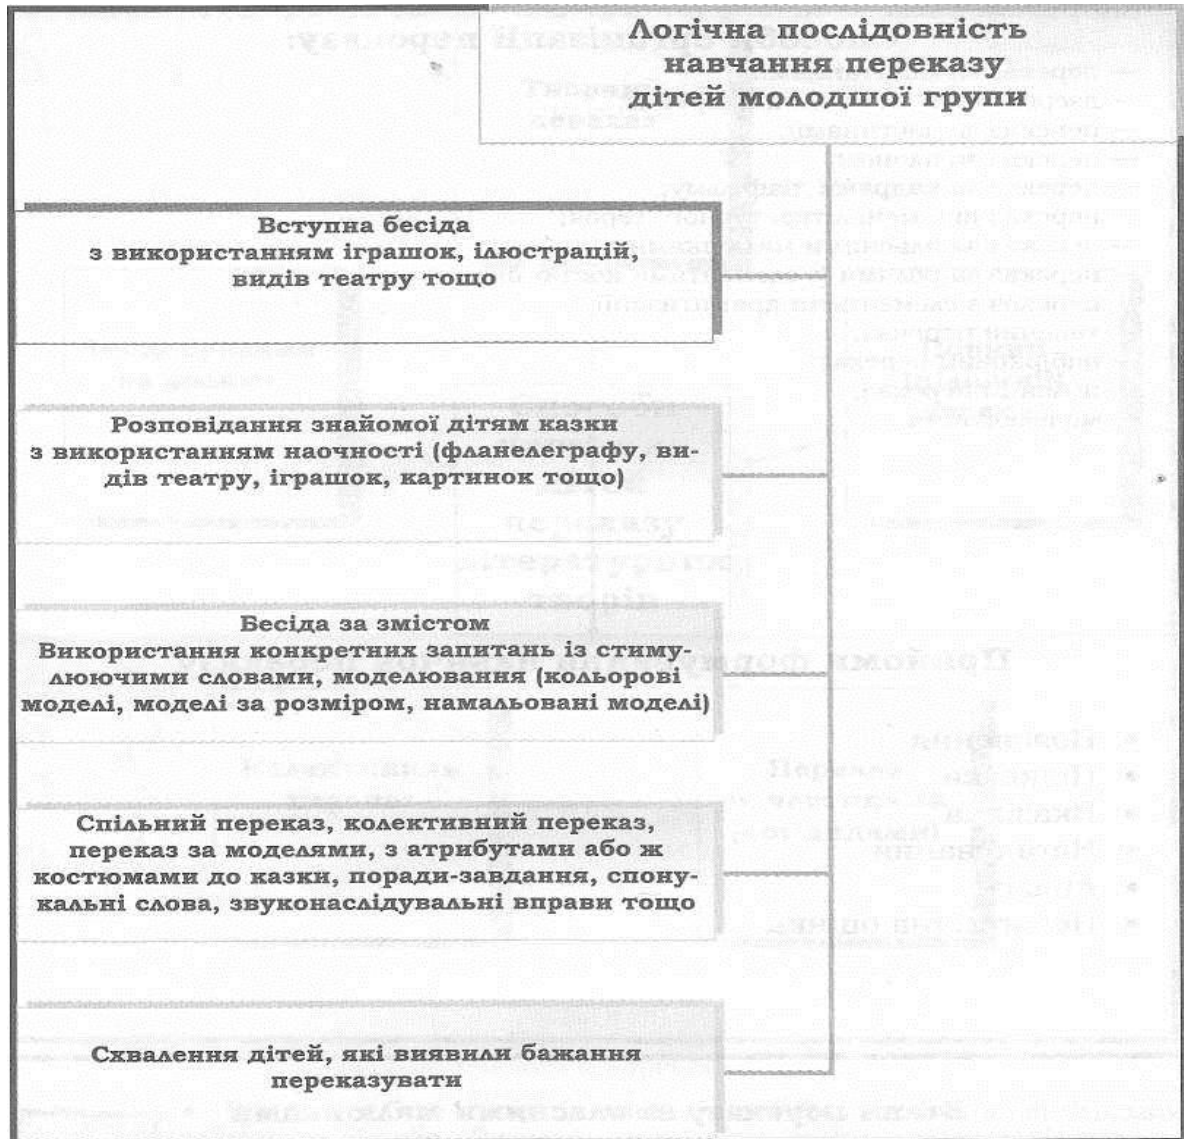 Логічна послідовність
навчання переказу
дітей молодшої групи
Вступна бесіда
з використанням іграшок, ілюстрацій,
видів театру тощо
Розповідання знайомої дітям казки
з використанням наочності (фланелеграфу, ви-
дів театру, іграшок, картинок тощо)
Бесіда за змістом
Використання конкретних запитань із стиму-
люючими словами, моделювання (кольорові
моделі, моделі за розміром, намальовані моделі)
Спільний переказ, колективний переказ,
переказ за моделями, з атрибутами або ж
костюмами до казки, поради-завдання, спону-
кальні слова, звуконаслідувальні вправи тощо
Схвалення дітей, які виявили бажання
переказувати